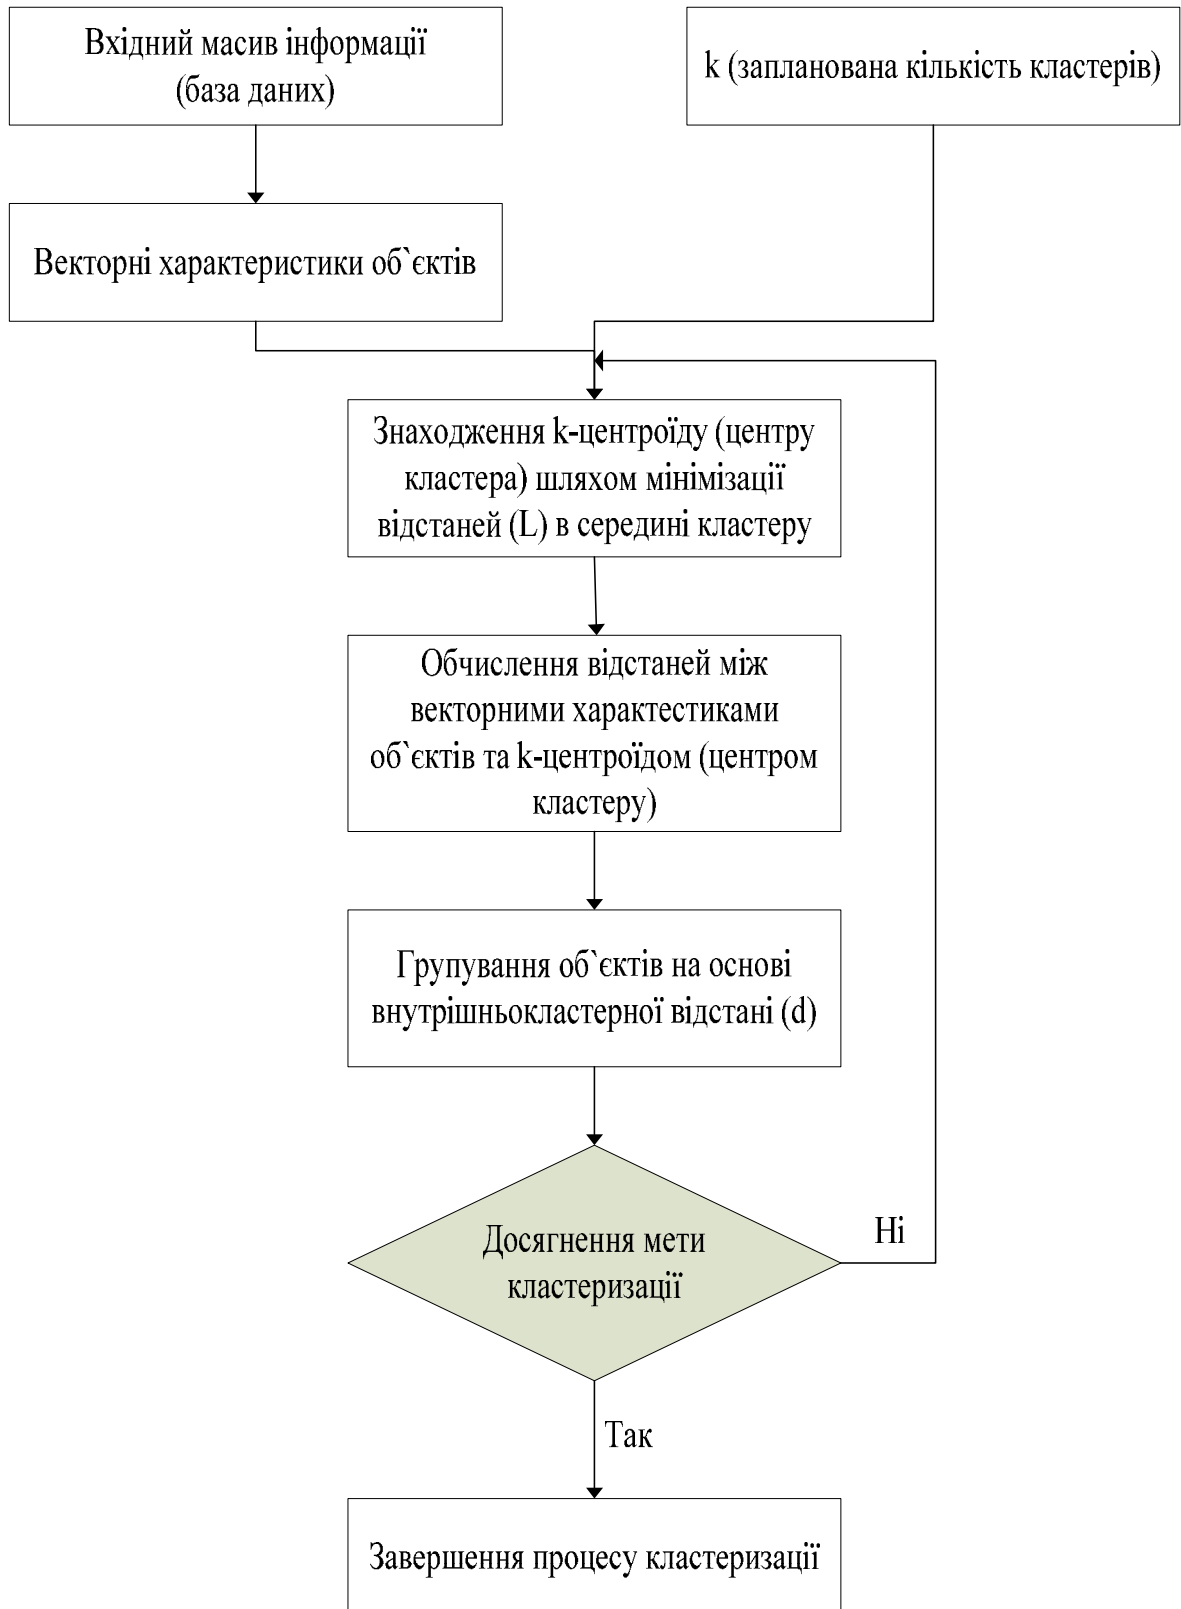 Вхідний масив інформації
(база даних)
k (запланована кількість кластерів)
Векторні характеристики об`єктів
Знаходження k-центроїду (центру
кластера) шляхом мінімізації
відстаней (L) в середині кластеру
Обчислення відстаней між
векторними характестиками
об`єктів та k-центроїдом (центром
кластеру)
Групування об`єктів на основі
внутрішньокластерної відстані (d)
Досягнення мети
кластеризації
Ні
Так
Завершення процесу кластеризації